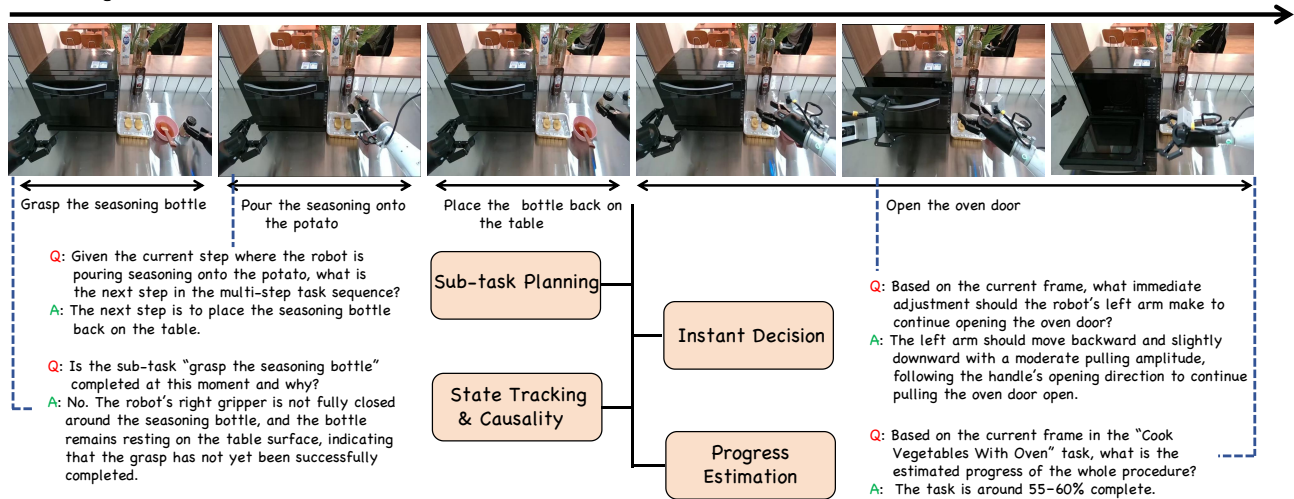 Grasp the seasoning bottle
Pour the seasoning onto
the potato
Place the bottle back on
the table
Open the oven door
Q: Given the current step where the robot is
pouring seasoning onto the potato, what is
the next step in the multi-step task sequence?
A: The next step is to place the seasoning bottle
back on the table.
Q: Is the sub-task “grasp the seasoning bottle”
completed at this moment and why?
A: No. The robot’s right gripper is not fully closed
around the seasoning bottle, and the bottle
remains resting on the table surface, indicating
that the grasp has not yet been successfully
completed.
Sub-task Planning
Instant Decision
State Tracking
& Causality
Progress
Estimation
Q: Based on the current frame, what immediate
adjustment should the robot’s left arm make to
continue opening the oven door?
A: The left arm should move backward and slightly
downward with a moderate pulling amplitude,
following the handle’s opening direction to continue
pulling the oven door open.
Q: Based on the current frame in the “Cook
Vegetables With Oven” task, what is the
estimated progress of the whole procedure?
A: The task is around 55–60% complete.